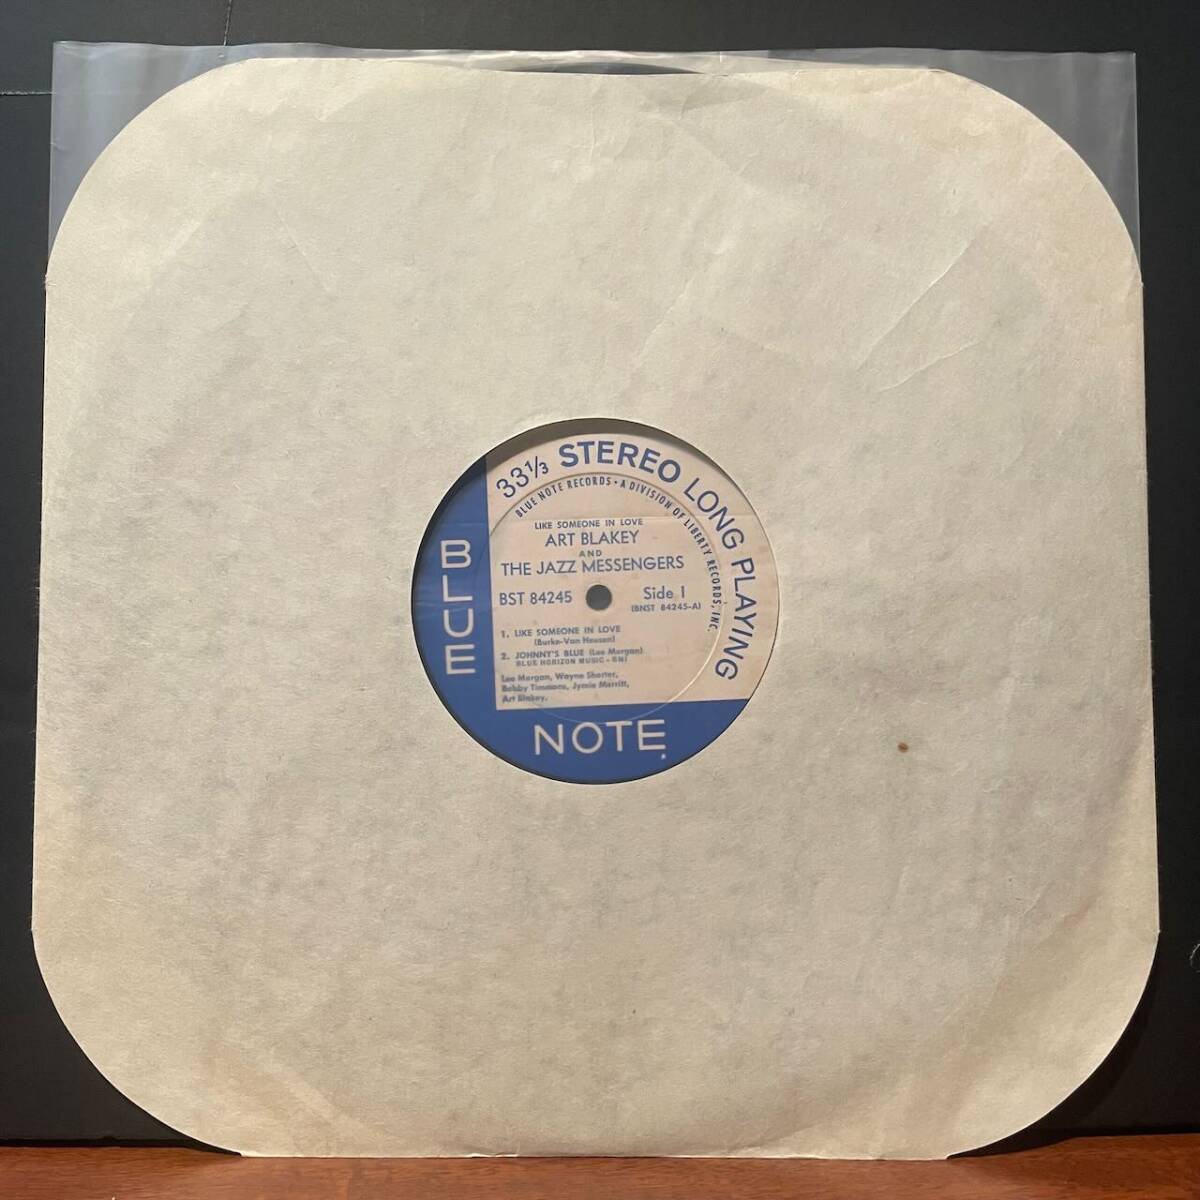 33⅓ STEREO LONG PLAYING
BLUE NOTE RECORDS • A DIVISION OF LIBERTY RECORDS, INC.
LIKE SOMEONE IN LOVE
ART BLAKEY
AND
THE JAZZ MESSENGERS
BST 84245
Side 1
(BNST 84245-A)
1. LIKE SOMEONE IN LOVE
(Burke-Van Heusen)
2. JOHNNY'S BLUE (Lee Morgan)
BLUE HORIZON MUSIC - BMI
Lee Morgan, Wayne Shorter,
Bobby Timmons, Jymie Merritt,
Art Blakey.
BLUE
NOTE